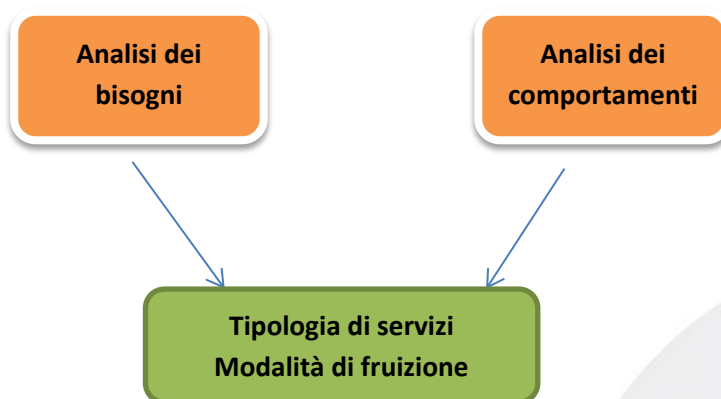 Analisi dei
bisogni
Analisi dei
comportamenti
Tipologia di servizi
Modalità di fruizione